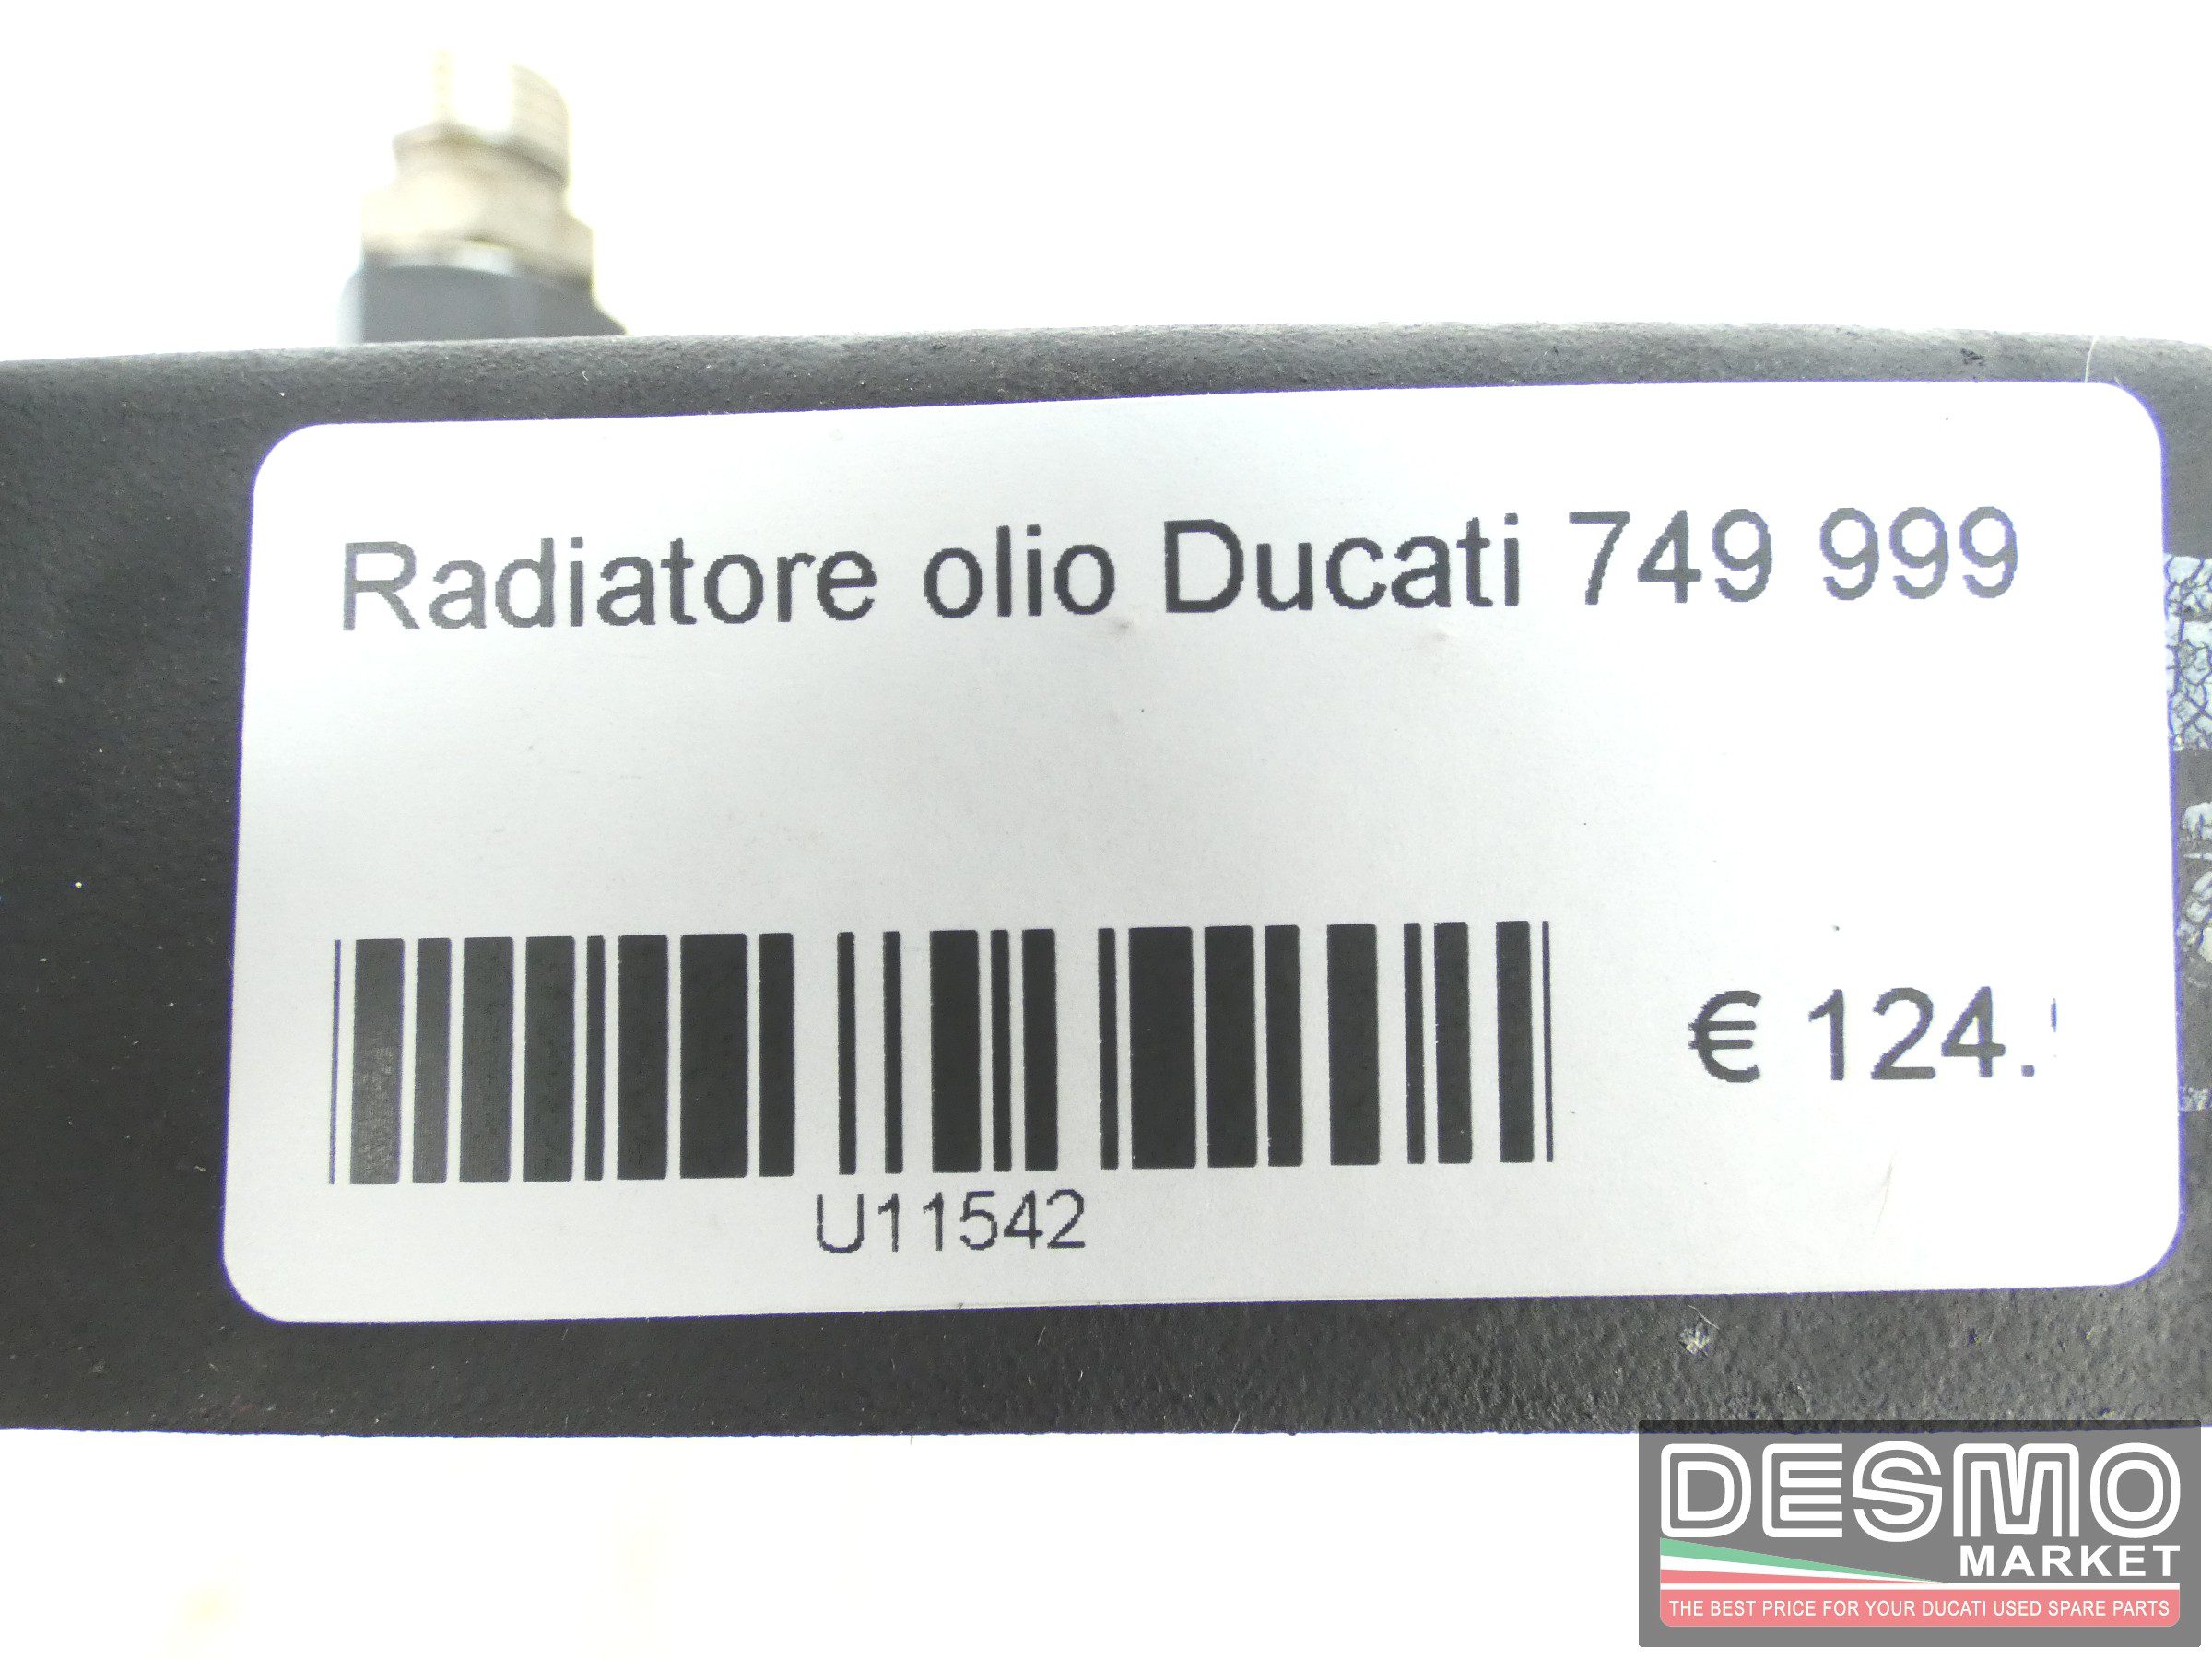 Radiatore olio Ducati 749 999
€ 124.
U11542
DESMO
MARKET
THE BEST PRICE FOR YOUR DUCATI USED SPARE PARTS